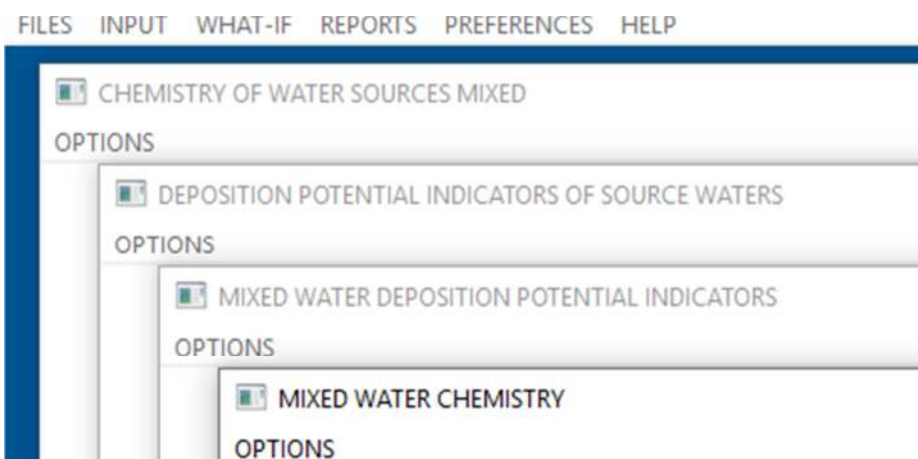 FILES INPUT WHAT-IF REPORTS PREFERENCES HELP
CHEMISTRY OF WATER SOURCES MIXED
OPTIONS
DEPOSITION POTENTIAL INDICATORS OF SOURCE WATERS
OPTIONS
MIXED WATER DEPOSITION POTENTIAL INDICATORS
OPTIONS
MIXED WATER CHEMISTRY
OPTIONS